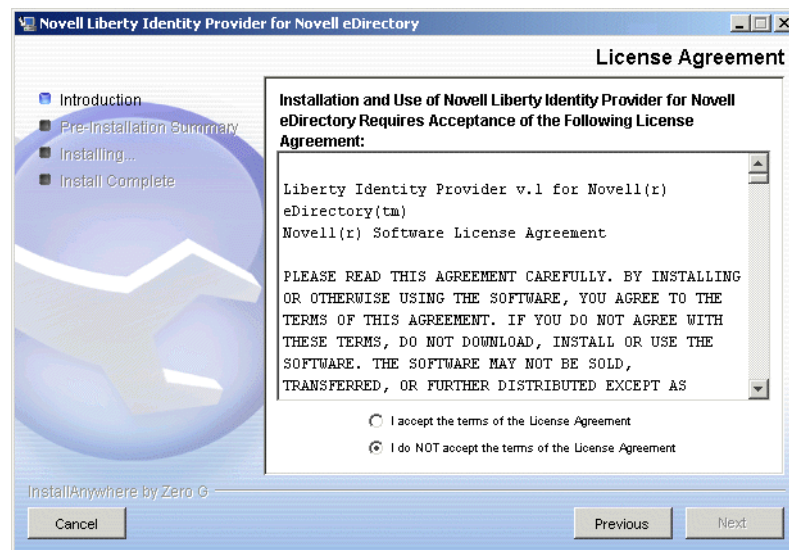 Novell Liberty Identity Provider for Novell eDirectory
License Agreement
Introduction
Pre-Installation Summary
Installing...
Install Complete
Installation and Use of Novell Liberty Identity Provider for Novell
eDirectory Requires Acceptance of the Following License
Agreement:
Liberty Identity Provider v.1 for Novell(r)
eDirectory(tm)
Novell(r) Software License Agreement
PLEASE READ THIS AGREEMENT CAREFULLY. BY INSTALLING
OR OTHERWISE USING THE SOFTWARE, YOU AGREE TO THE
TERMS OF THIS AGREEMENT. IF YOU DO NOT AGREE WITH
THESE TERMS, DO NOT DOWNLOAD, INSTALL OR USE THE
SOFTWARE. THE SOFTWARE MAY NOT BE SOLD,
TRANSFERRED, OR FURTHER DISTRIBUTED EXCEPT AS
I accept the terms of the License Agreement
I do NOT accept the terms of the License Agreement
InstallAnywhere by Zero G
Cancel
Previous
Next